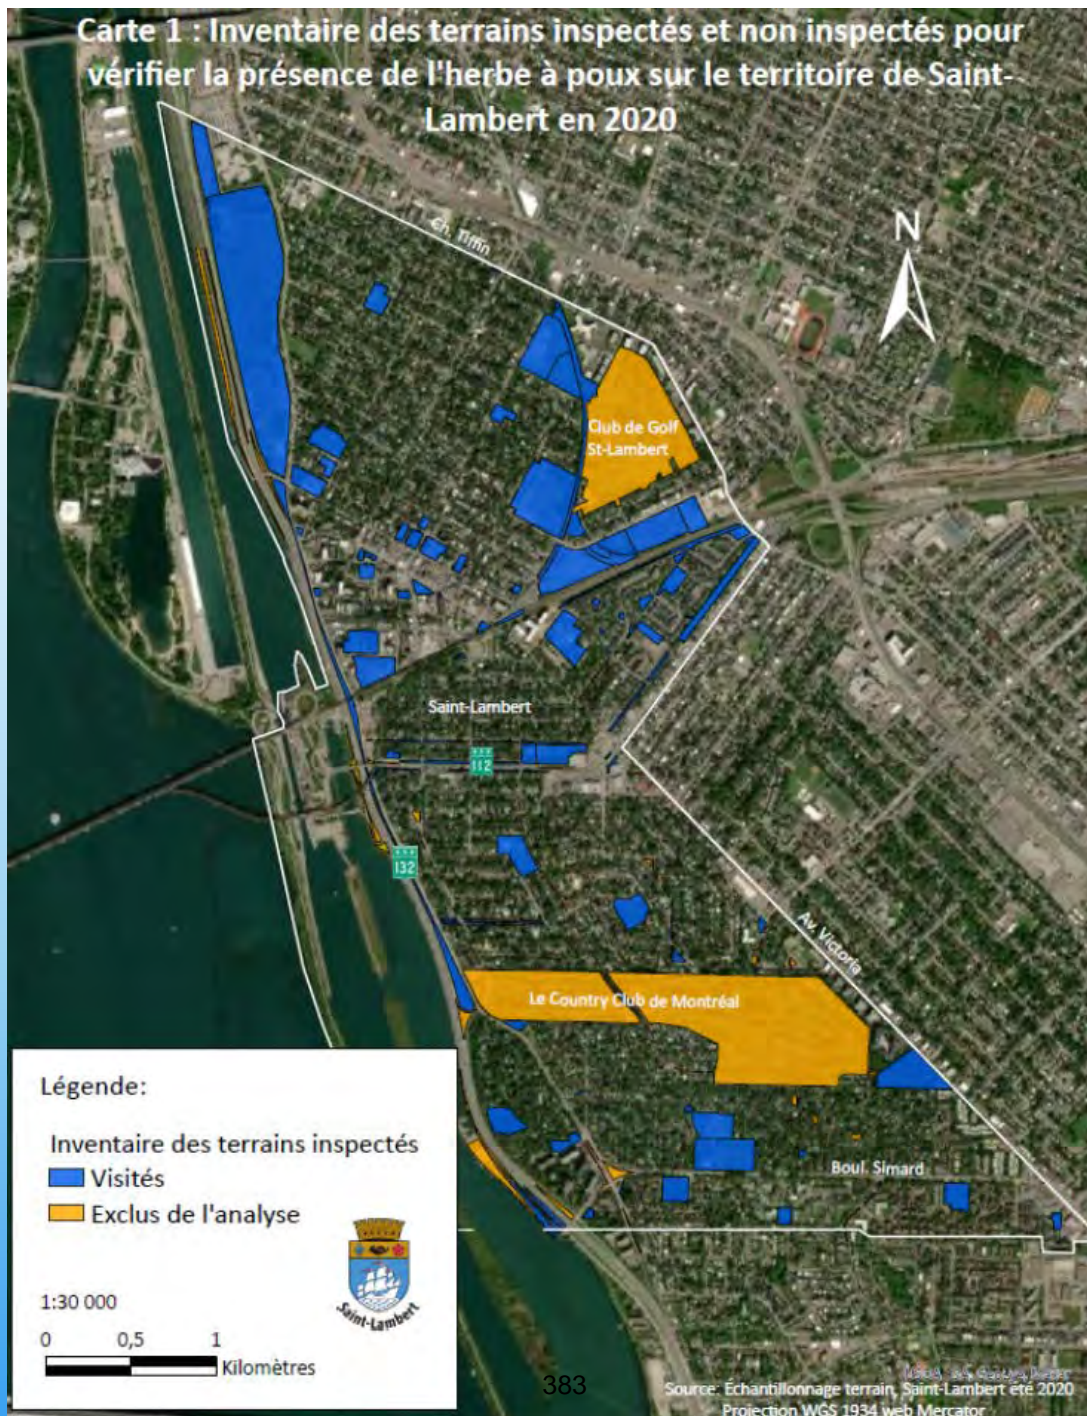 Carte 1 : Inventaire des terrains inspectés et non inspectés pour
vérifier la présence de l'herbe à poux sur le territoire de Saint-
Lambert en 2020
Ch. Tiffin
N
Club de Golf
St-Lambert
Saint-Lambert
112
132
Av. Victoria
Le Country Club de Montréal
Boul. Simard
Légende:
Inventaire des terrains inspectés
Visités
Exclus de l'analyse
Saint-Lambert
1:30 000
0 0,5 1
Kilomètres
383
Source: Échantillonnage terrain, Saint-Lambert été 2020
Projection WGS 1934 web Mercator